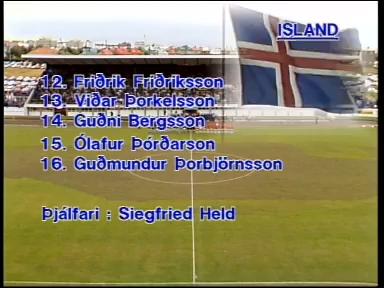 ISLAND
12. Friðrik Friðriksson
13. Viðar Þorkelsson
14. Guðni Bergsson
15. Ólafur Þórðarson
16. Guðmundur Þorbjörnsson
Þjálfari : Siegfried Held